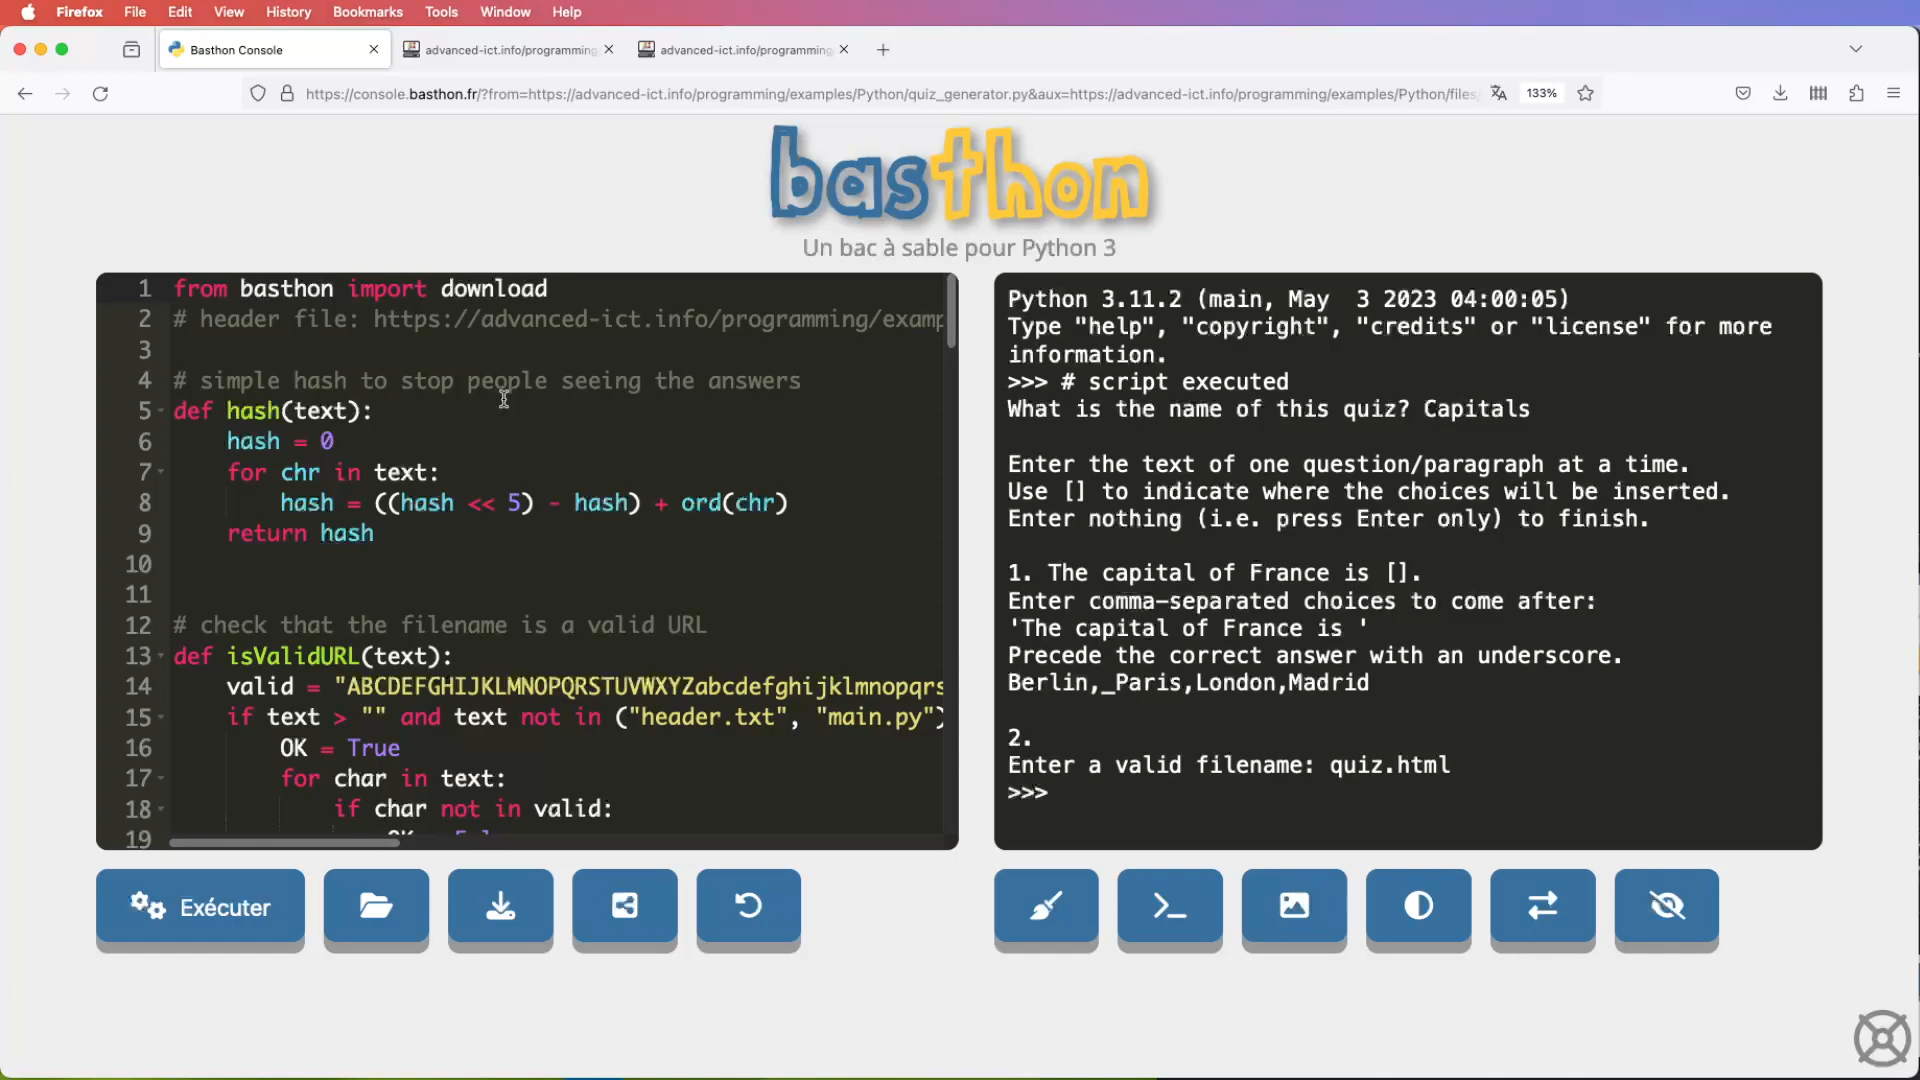 Firefox File Edit View History Bookmarks Tools Window Help
Basthon Console
advanced-ict.info/programming
advanced-ict.info/programming
https://console.basthon.fr/?from=https://advanced-ict.info/programming/examples/Python/quiz_generator.py&aux=https://advanced-ict.info/programming/examples/Python/files/
133%
basthon
Un bac à sable pour Python 3
1 from basthon import download
2 # header file: https://advanced-ict.info/programming/examp
3
4 # simple hash to stop people seeing the answers
5 def hash(text):
6 hash = 0
7 for chr in text:
8 hash = ((hash << 5) - hash) + ord(chr)
9 return hash
10
11
12 # check that the filename is a valid URL
13 def isValidURL(text):
14 valid = "ABCDEFGHIJKLMNOPQRSTUVWXYZabcdefghijklmnopqrs
15 if text > "" and text not in ("header.txt", "main.py")
16 OK = True
17 for char in text:
18 if char not in valid:
19
Exécuter
Python 3.11.2 (main, May  3 2023 04:00:05)
Type "help", "copyright", "credits" or "license" for more
information.
>>> # script executed
What is the name of this quiz? Capitals
Enter the text of one question/paragraph at a time.
Use [] to indicate where the choices will be inserted.
Enter nothing (i.e. press Enter only) to finish.
1. The capital of France is [].
Enter comma-separated choices to come after:
'The capital of France is '
Precede the correct answer with an underscore.
Berlin,_Paris,London,Madrid
2.
Enter a valid filename: quiz.html
>>>